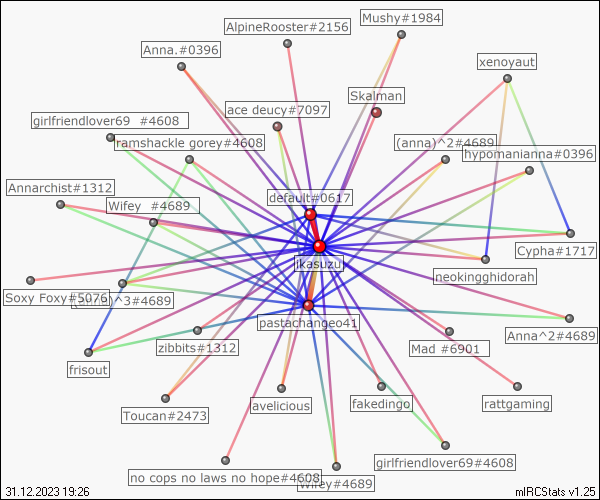 Mushy#1984
AlpineRooster#2156
Anna.#0396
xenoyaut
Skalman
ace deucy#7097
girlfriendlover69 #4608
ramshackle gorey#4608
(anna)^2#4689
hypomanianna#0396
Annarchist#1312
default#0617
Wifey #4689
Cypha#1717
jkasuzu
neokingghidorah
Soxy Foxy#5076
^3#4689
pastachangeo41
Anna^2#4689
zibbits#1312
Mad #6901
frisout
Toucan#2473
avelicious
fakedingo
rattgaming
girlfriendlover69#4608
no cops no laws no hope#4608
Wifey#4689
31.12.2023 19:26
mIRCStats v1.25